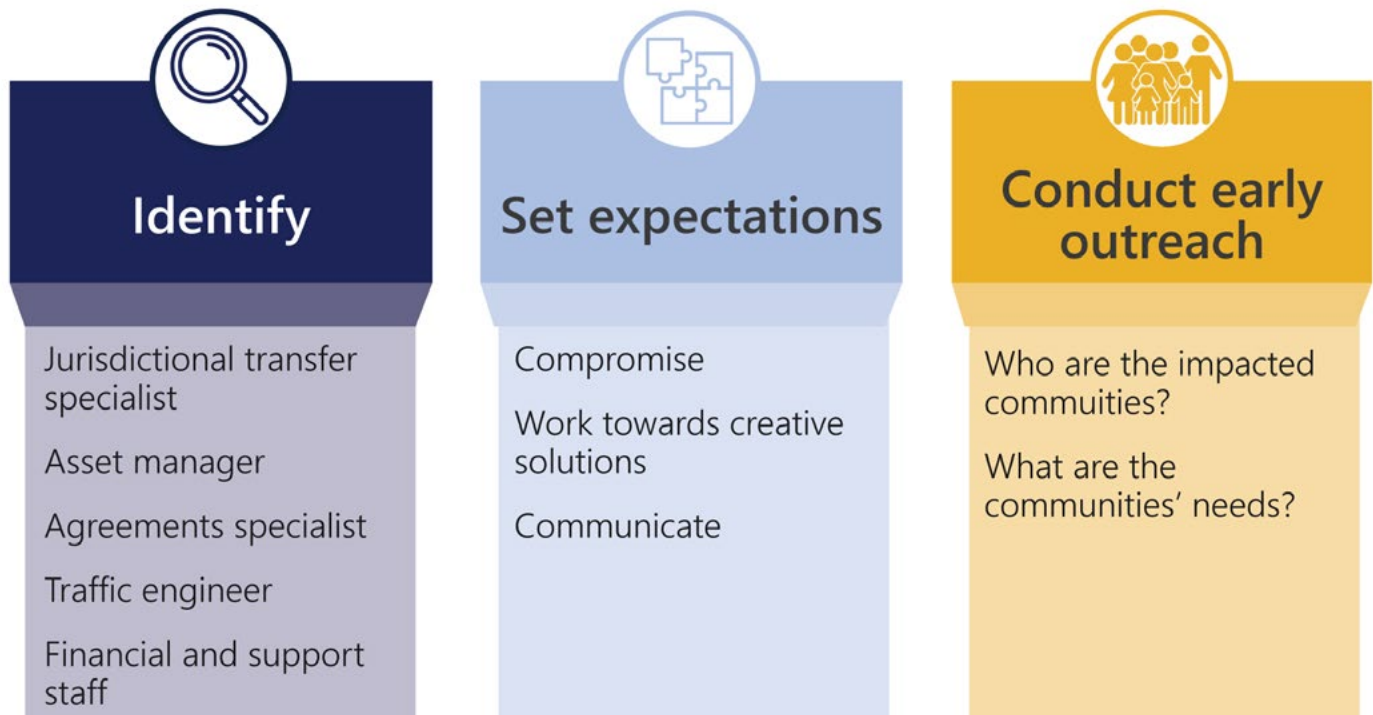 Identify
Jurisdictional transfer
specialist
Asset manager
Agreements specialist
Traffic engineer
Financial and support
staff
Set expectations
Compromise
Work towards creative
solutions
Communicate
Conduct early
outreach
Who are the impacted
commuities?
What are the
communities’ needs?